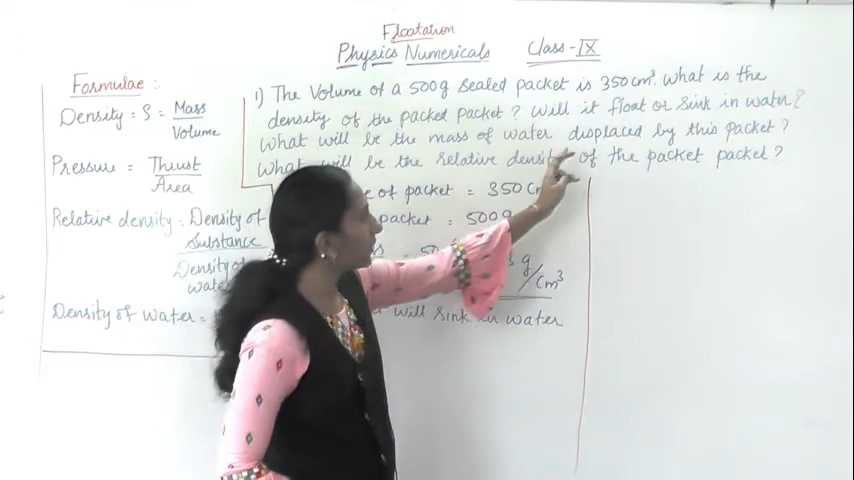 Floatation
Physics Numericals Class-IX
Formulae :-
Density = ρ = Mass
Volume
Pressure = Thrust
Area
Relative density = Density of
Substance
Density of
water
Density of water =
1) The Volume of a 500g sealed packet is 350cm³. What is the
density of the packed packet? Will it float or sink in water?
What will be the mass of water displaced by this packet?
What will be the relative density of the packet packet?
of packet = 350 Cm
packet = 500g
g/cm³
will sink in water